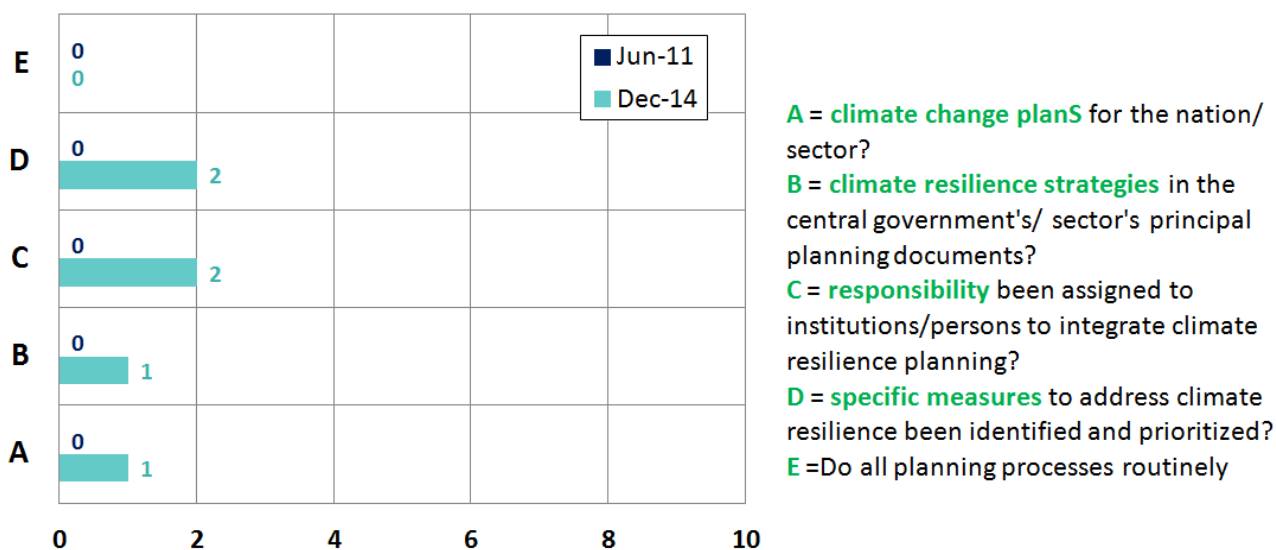 E
0
0
Jun-11
Dec-14
D
0
2
C
0
2
B
0
1
A
0
1
0
2
4
6
8
10
A = climate change planS for the nation/
sector?
B = climate resilience strategies in the
central government's/ sector's principal
planning documents?
C = responsibility been assigned to
institutions/persons to integrate climate
resilience planning?
D = specific measures to address climate
resilience been identified and prioritized?
E =Do all planning processes routinely